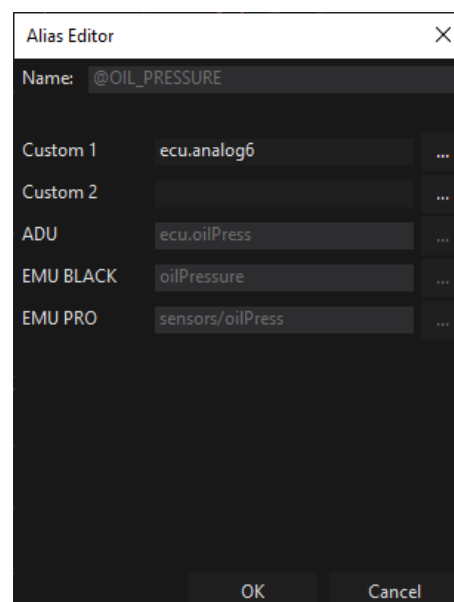 Alias Editor
Name: @OIL_PRESSURE
Custom 1 ecu.analog6 ...
Custom 2 ...
ADU ecu.oilPress ...
EMU BLACK oilPressure ...
EMU PRO sensors/oilPress ...
OK Cancel